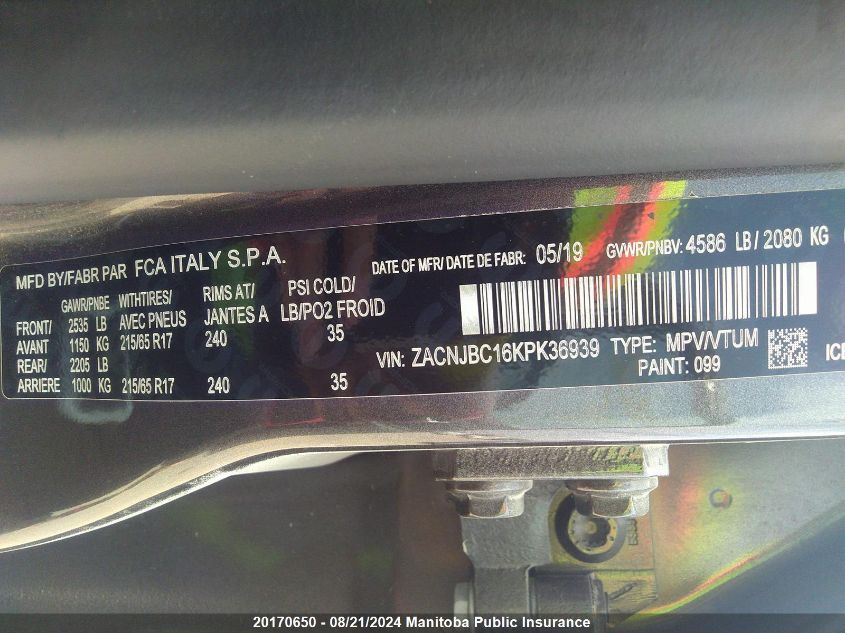 MFD BY/FABR PAR FCA ITALY S.P.A. DATE OF MFR/DATE DE FABR: 05/19 GVWR/PNBV: 4586 LB / 2080 KG
GAWR/PNBE WITHTIRES/ RIMS AT/ PSI COLD/
FRONT/ 2535 LB AVEC PNEUS JANTES A LB/PO2 FROID
AVANT 1150 KG 215/65 R17 240 35
REAR/ 2205 LB
ARRIERE 1000 KG 215/65 R17 240 35
VIN: ZACNJBC16KPK36939 TYPE: MPV/VTUM
PAINT: 099
ICE
20170650 - 08/21/2024 Manitoba Public Insurance